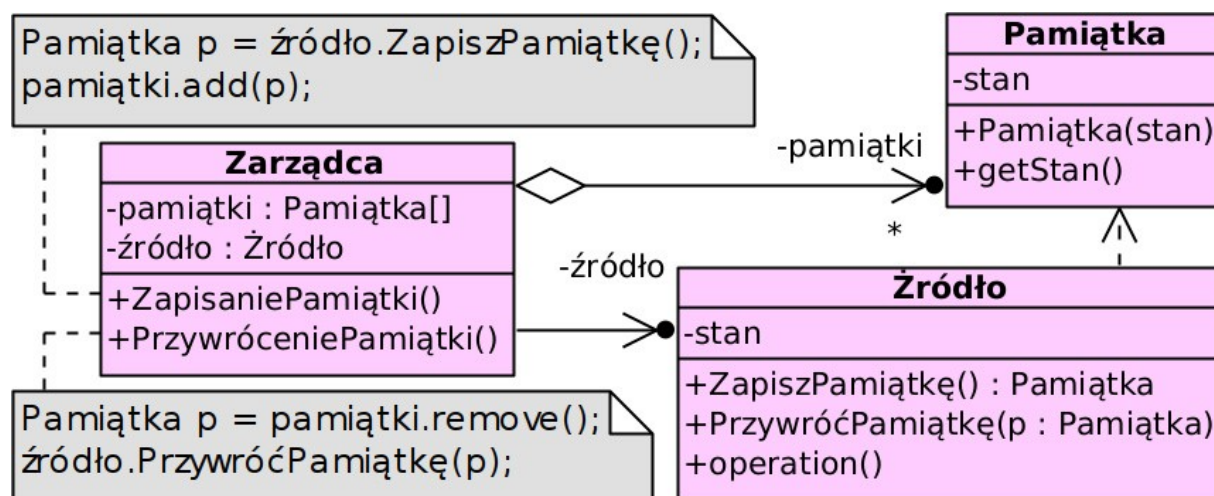 Pamiątka p = źródło.ZapiszPamiątkę();
pamiątki.add(p);
Pamiątka
-stan
+Pamiątka(stan)
+getStan()
-pamiątki
*
Zarządca
-pamiątki : Pamiątka[]
-źródło : Żródło
+ZapisaniePamiątki()
+PrzywróceniePamiątki()
-źródło
Żródło
-stan
+ZapiszPamiątkę() : Pamiątka
+PrzywróćPamiątkę(p : Pamiątka)
+operation()
Pamiątka p = pamiątki.remove();
źródło.PrzywróćPamiątkę(p);